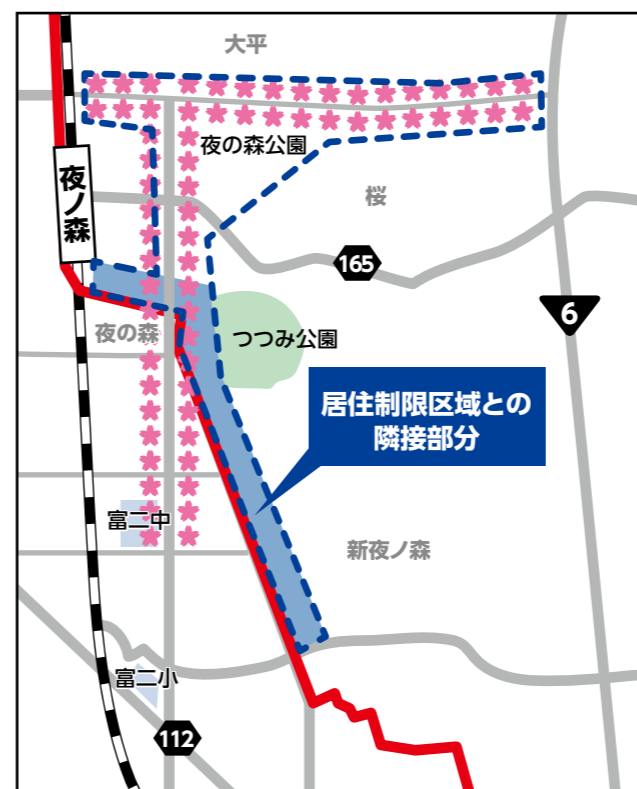 大平
夜の森公園
夜ノ森
桜
165
6
夜の森
つつみ公園
居住制限区域との
隣接部分
富二中
新夜ノ森
富二小
112